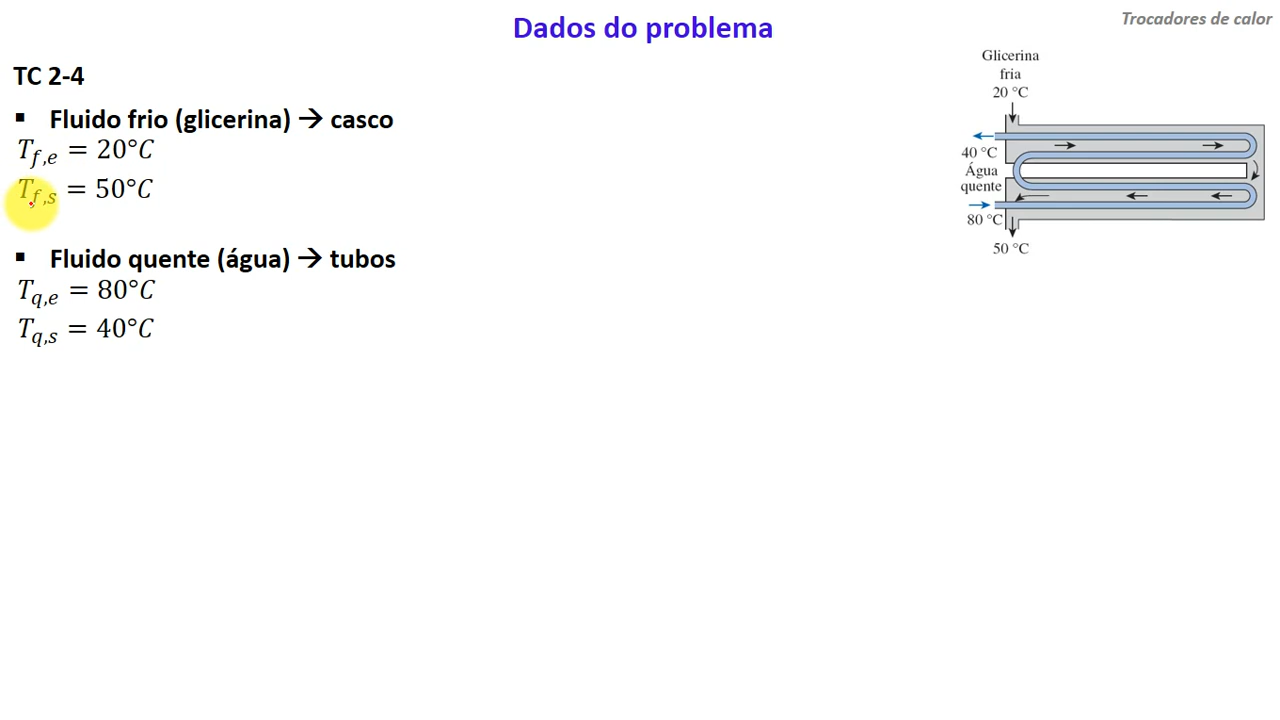 Dados do problema
Trocadores de calor
TC 2-4
▪ Fluido frio (glicerina) → casco
T_{f,e} = 20°C
T_{f,s} = 50°C
▪ Fluido quente (água) → tubos
T_{q,e} = 80°C
T_{q,s} = 40°C
Glicerina
fria
20 °C
40 °C
Água
quente
80 °C
50 °C